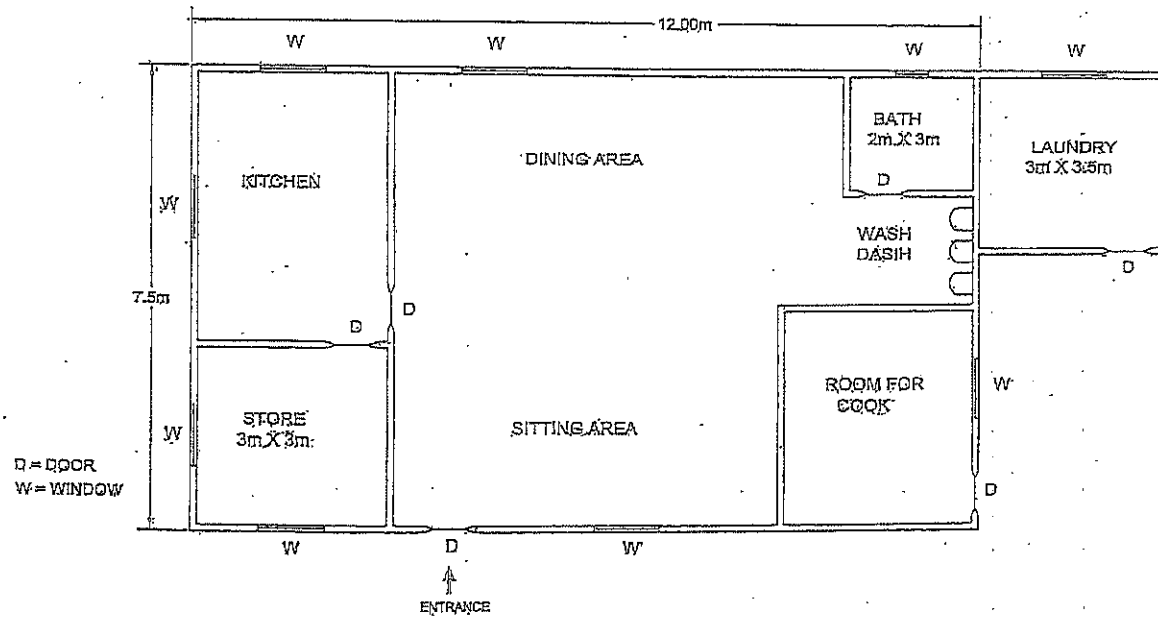 12.00m
W
W
W
W
BATH
2m X 3m
DINING AREA
LAUNDRY
3m X 3.5m
KITCHEN
D
W
WASH
DASIH
D
7.5m
D
D
ROOM FOR
COOK
W
STORE
3m X 3m
SITTING AREA
W
D = DOOR
W = WINDOW
D
W
D
W
ENTRANCE